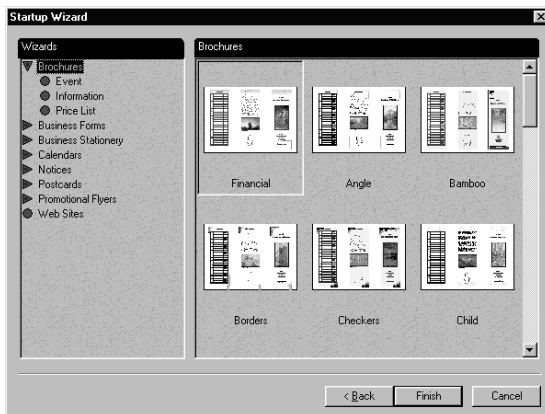 Startup Wizard
Wizards
Brochures
Event
Information
Price List
Business Forms
Business Stationery
Calendars
Notices
Postcards
Promotional Flyers
Web Sites
Brochures
Financial
Angle
Bamboo
Borders
Checkers
Child
< Back
Finish
Cancel